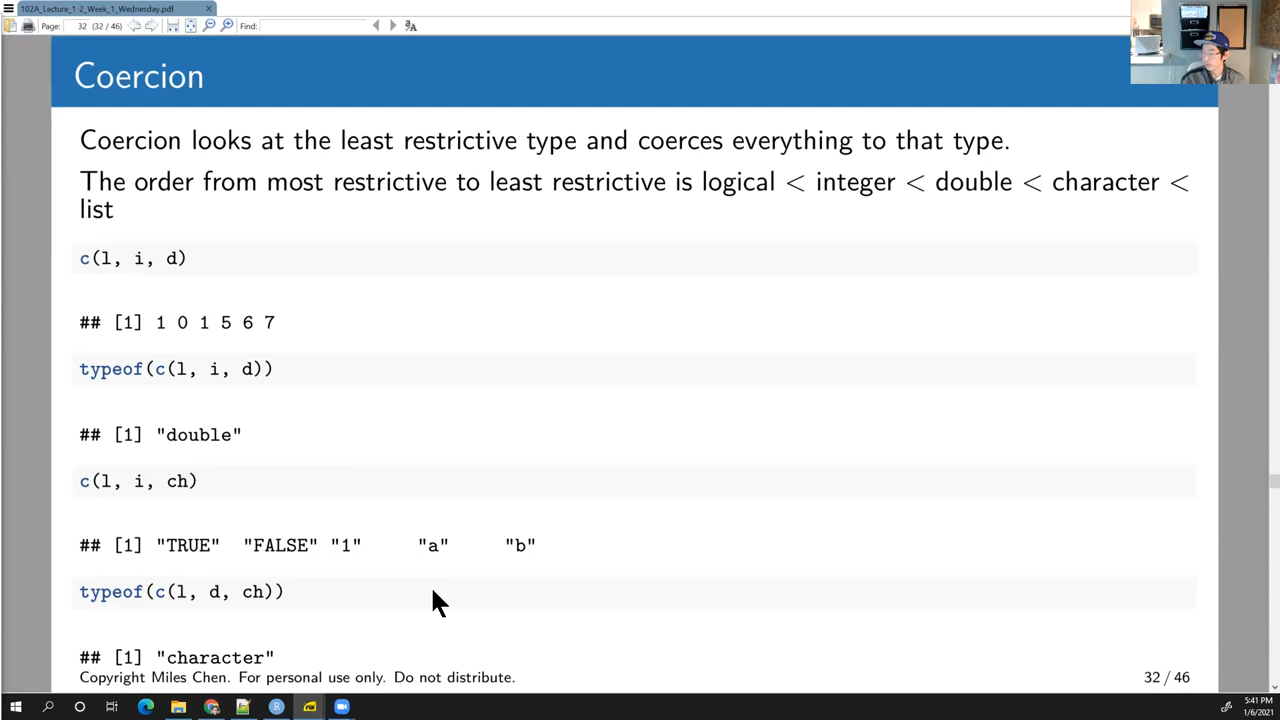 102A_Lecture_1-2_Week_1_Wednesday.pdf
Page: 32 (32 / 46) Find:
Coercion
Coercion looks at the least restrictive type and coerces everything to that type.
The order from most restrictive to least restrictive is logical < integer < double < character <
list
c(l, i, d)
## [1] 1 0 1 5 6 7
typeof(c(l, i, d))
## [1] "double"
c(l, i, ch)
## [1] "TRUE" "FALSE" "1" "a" "b"
typeof(c(l, d, ch))
## [1] "character"
Copyright Miles Chen. For personal use only. Do not distribute. 32 / 46
5:41 PM
1/6/2021